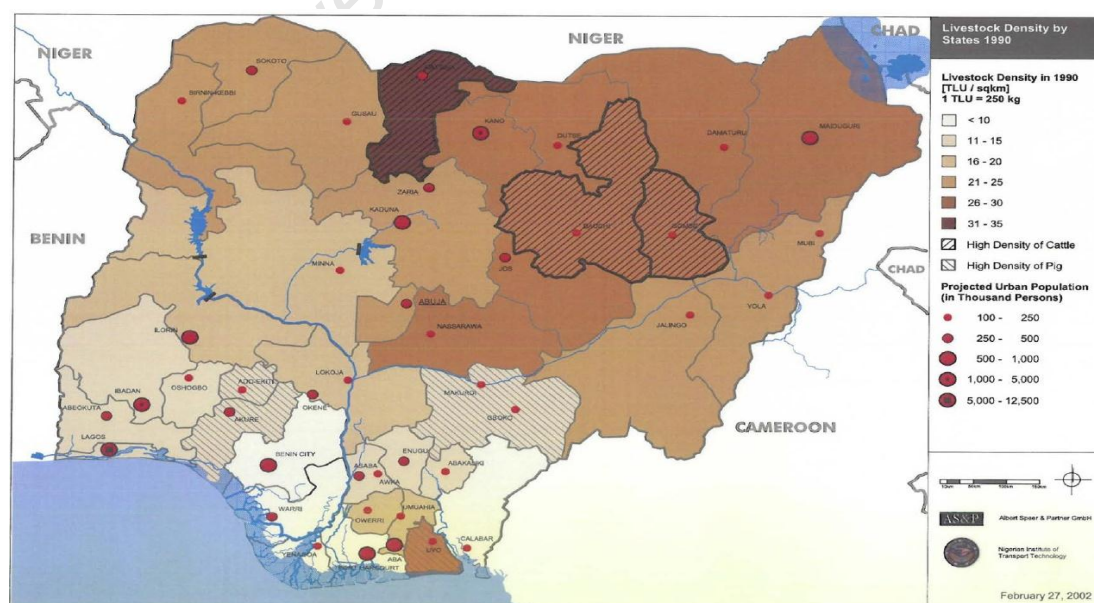 Livestock Density by
States 1990
Livestock Density in 1990
[TLU / sqkm]
1 TLU = 250 kg
< 10
11 - 15
16 - 20
21 - 25
26 - 30
31 - 35
High Density of Cattle
High Density of Pig
Projected Urban Population
(in Thousand Persons)
100 - 250
250 - 500
500 - 1,000
1,000 - 5,000
5,000 - 12,500
AS&P
Albert Speer & Partner GmbH
Nigerian Institute of
Transport Technology
February 27, 2002
NIGER
NIGER
CHAD
SOKOTO
BIRNIN-KEBBI
GUSAU
KANO
DUTSE
DAMATURU
MAIDUGURI
ZARIA
KADUNA
BAUCHI
GOMBE
MUBI
BENIN
CHAD
MINNA
JOS
ABUJA
YOLA
ILORIN
NASSARAWA
JALINGO
LOKOJA
MAKURDI
OSHOGBO
ADO-EKITI
IBADAN
OKENE
GBOKO
ABEOKUTA
AKURE
CAMEROON
LAGOS
BENIN CITY
ENUGU
ABAKALIKI
ASABA
AWKA
WARRI
OWERRI
UMUAHIA
YENAGOA
ABA
UYO
CALABAR
PORT HARCOURT